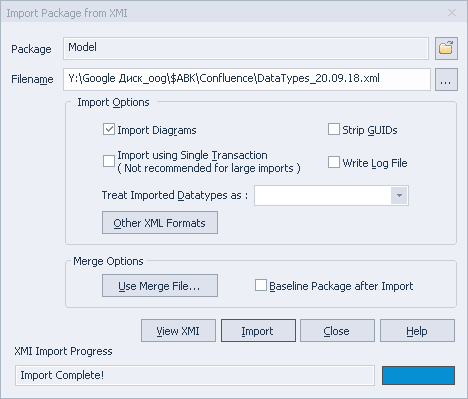 Import Package from XMI
Package
Model
Filename
Y:\Google Диск_oog\$ABK\Confluence\DataTypes_20.09.18.xml
...
Import Options
Import Diagrams
Strip GUIDs
Import using Single Transaction
( Not recommended for large imports )
Write Log File
Treat Imported Datatypes as :
Other XML Formats
Merge Options
Use Merge File...
Baseline Package after Import
View XMI
Import
Close
Help
XMI Import Progress
Import Complete!